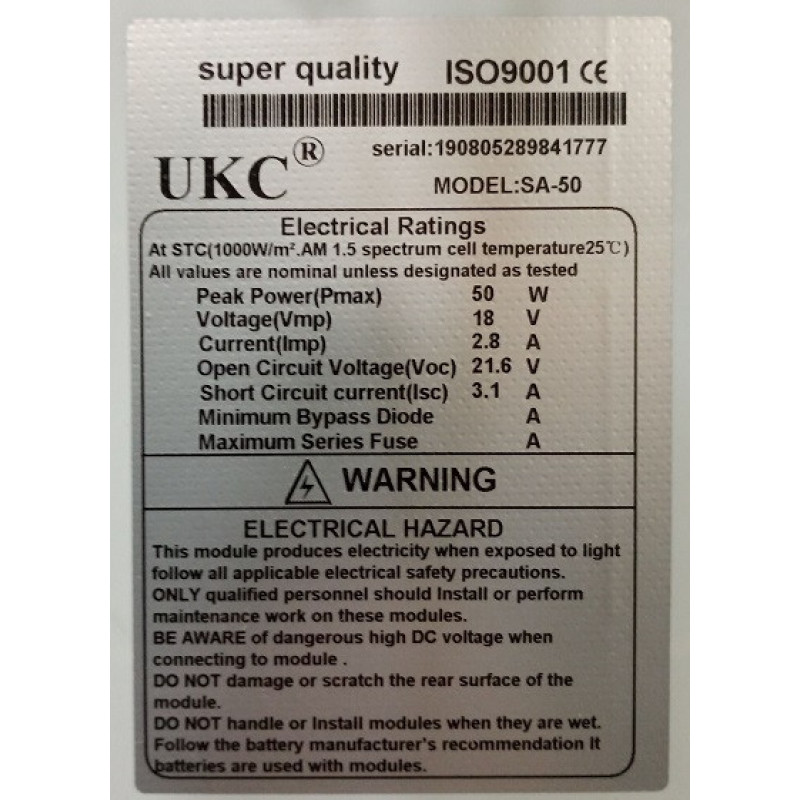 super quality ISO9001 CE
serial:190805289841777
UKC®
MODEL:SA-50
Electrical Ratings
At STC(1000W/m².AM 1.5 spectrum cell temperature25℃)
All values are nominal unless designated as tested
Peak Power(Pmax) 50 W
Voltage(Vmp) 18 V
Current(Imp) 2.8 A
Open Circuit Voltage(Voc) 21.6 V
Short Circuit current(Isc) 3.1 A
Minimum Bypass Diode A
Maximum Series Fuse A
WARNING
ELECTRICAL HAZARD
This module produces electricity when exposed to light
follow all applicable electrical safety precautions.
ONLY qualified personnel should Install or perform
maintenance work on these modules.
BE AWARE of dangerous high DC voltage when
connecting to module .
DO NOT damage or scratch the rear surface of the
module.
DO NOT handle or Install modules when they are wet.
Follow the battery manufacturer's recommendation It
batteries are used with modules.